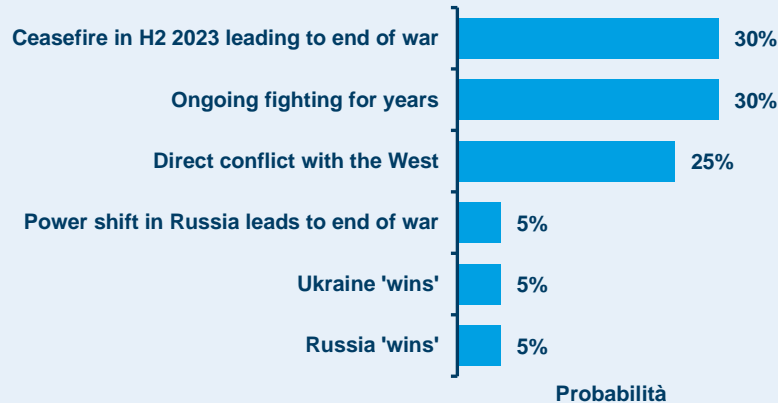 Ceasefire in H2 2023 leading to end of war 30%
Ongoing fighting for years 30%
Direct conflict with the West 25%
Power shift in Russia leads to end of war 5%
Ukraine 'wins' 5%
Russia 'wins' 5%
Probabilità